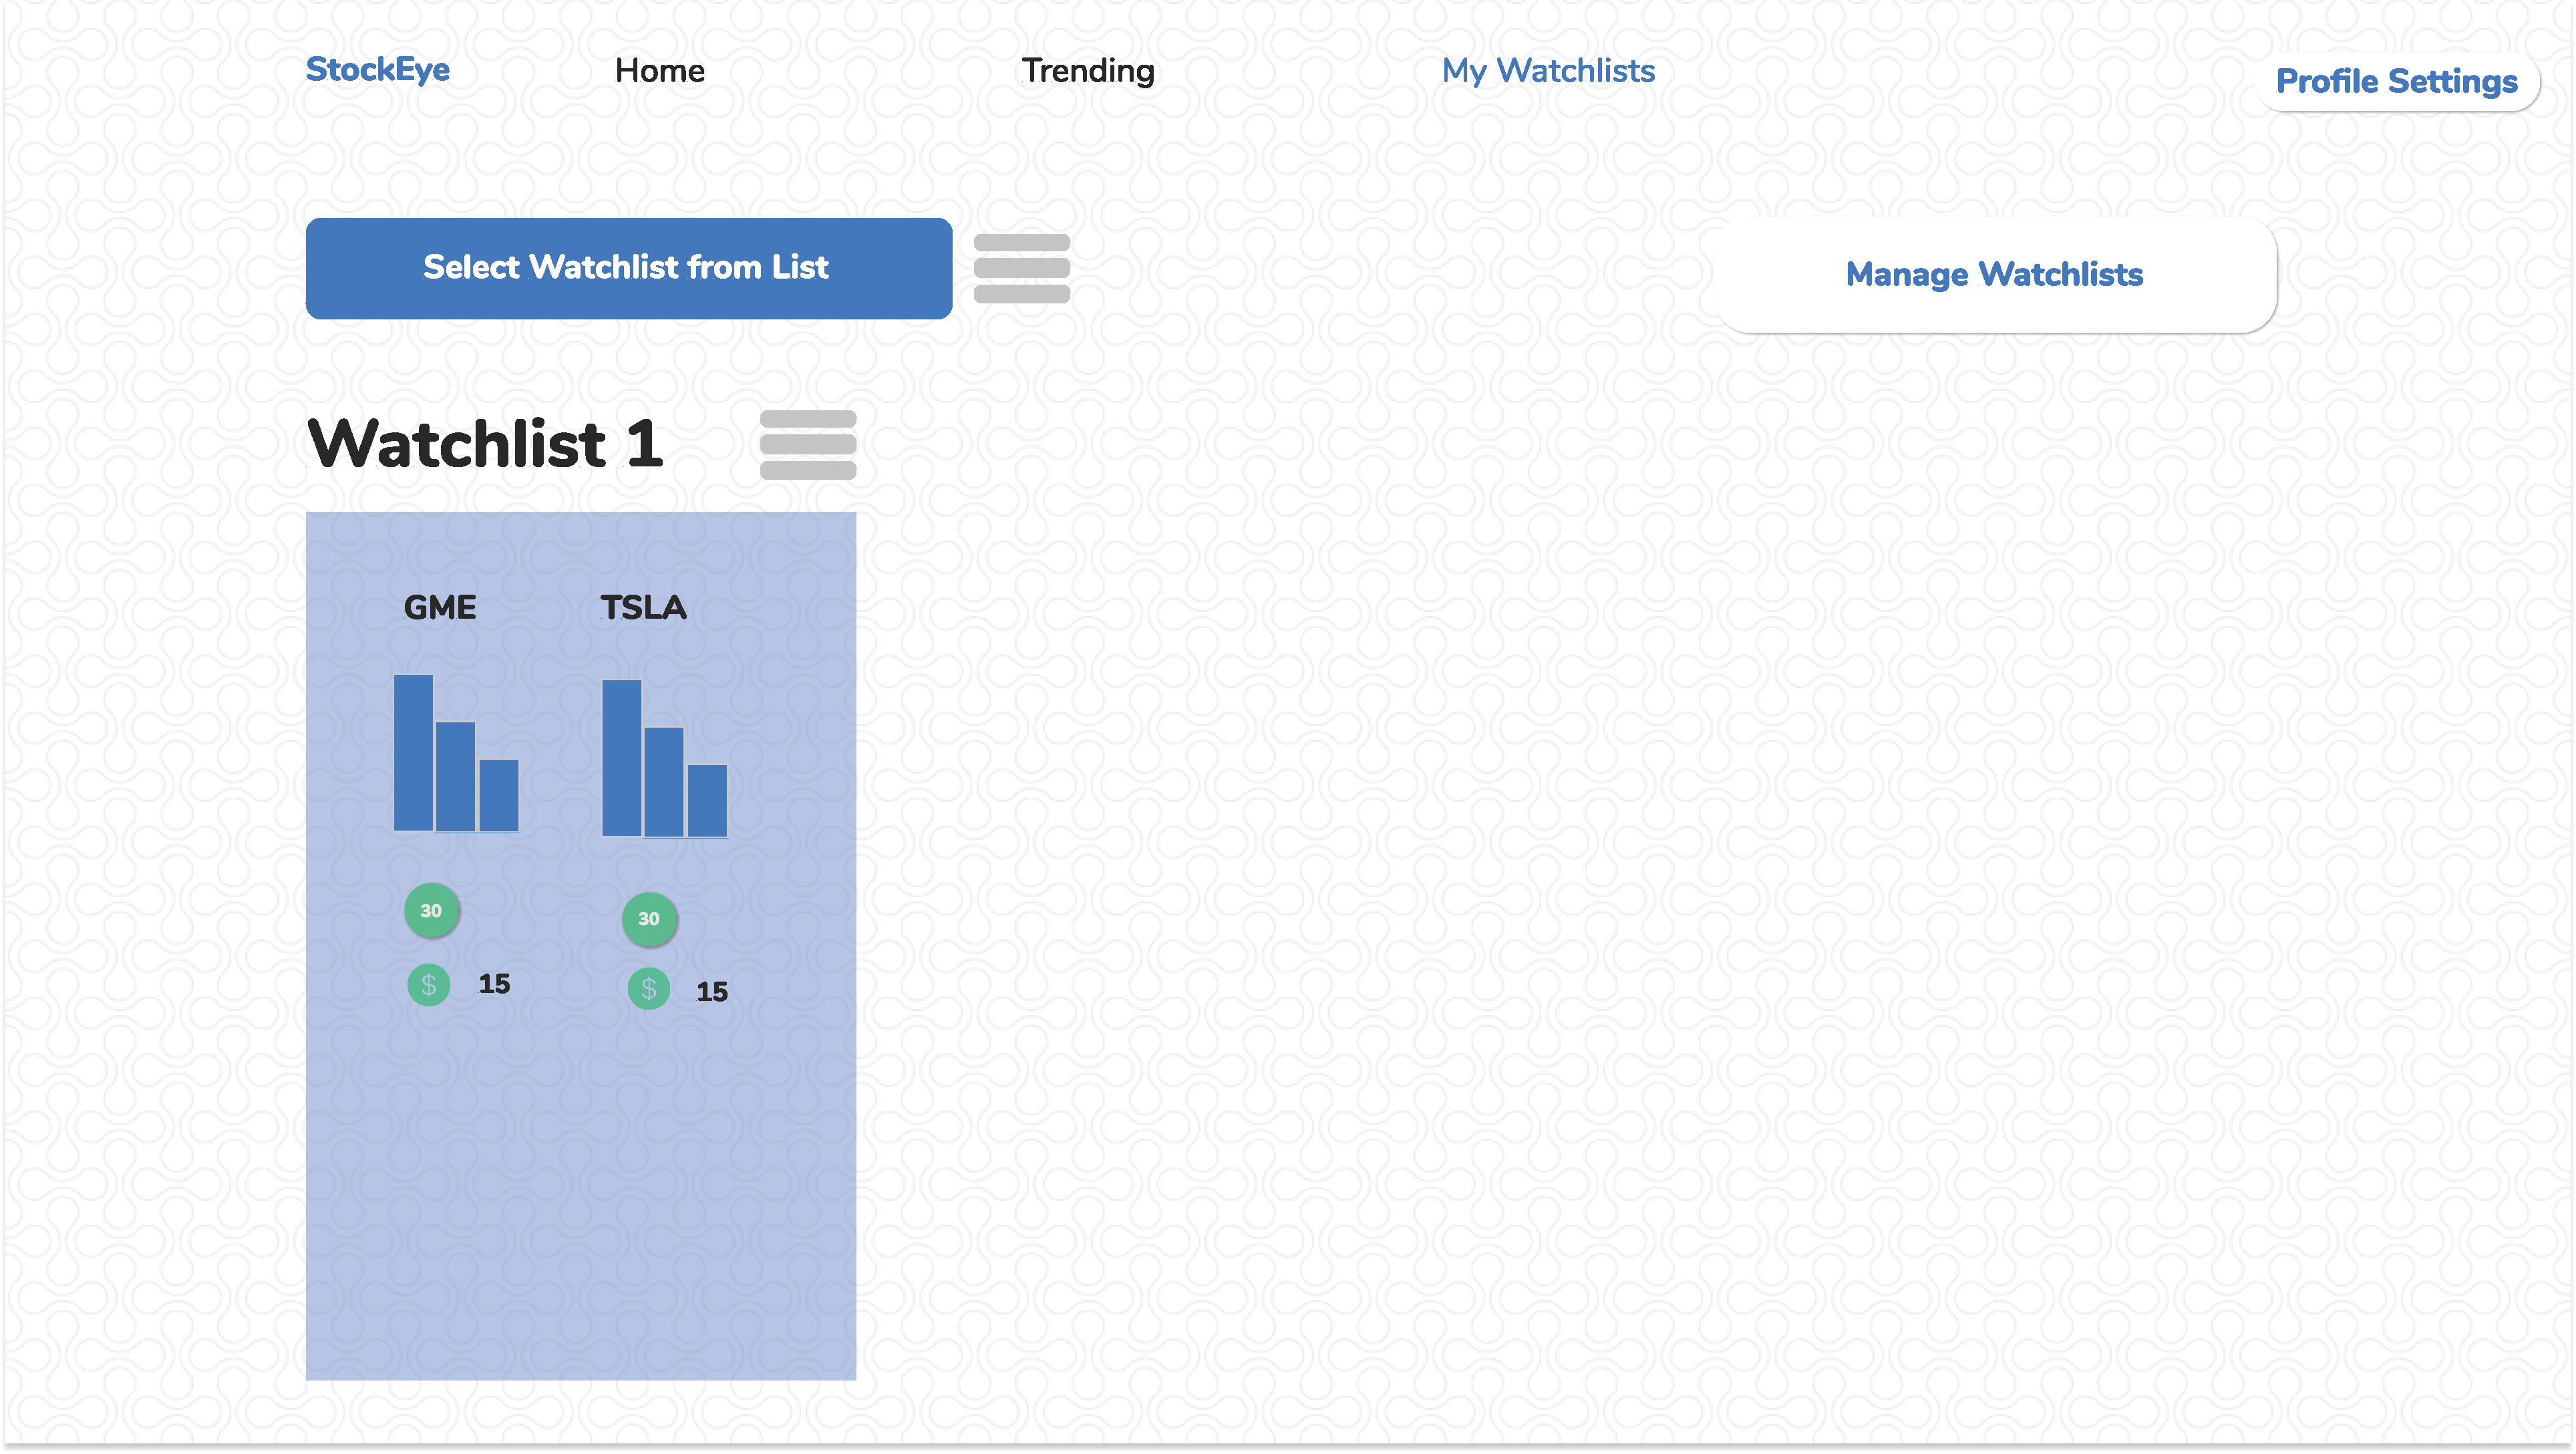 StockEye Home Trending My Watchlists Profile Settings
Select Watchlist from List
Manage Watchlists
Watchlist 1
GME TSLA
30 30
$ 15 $ 15